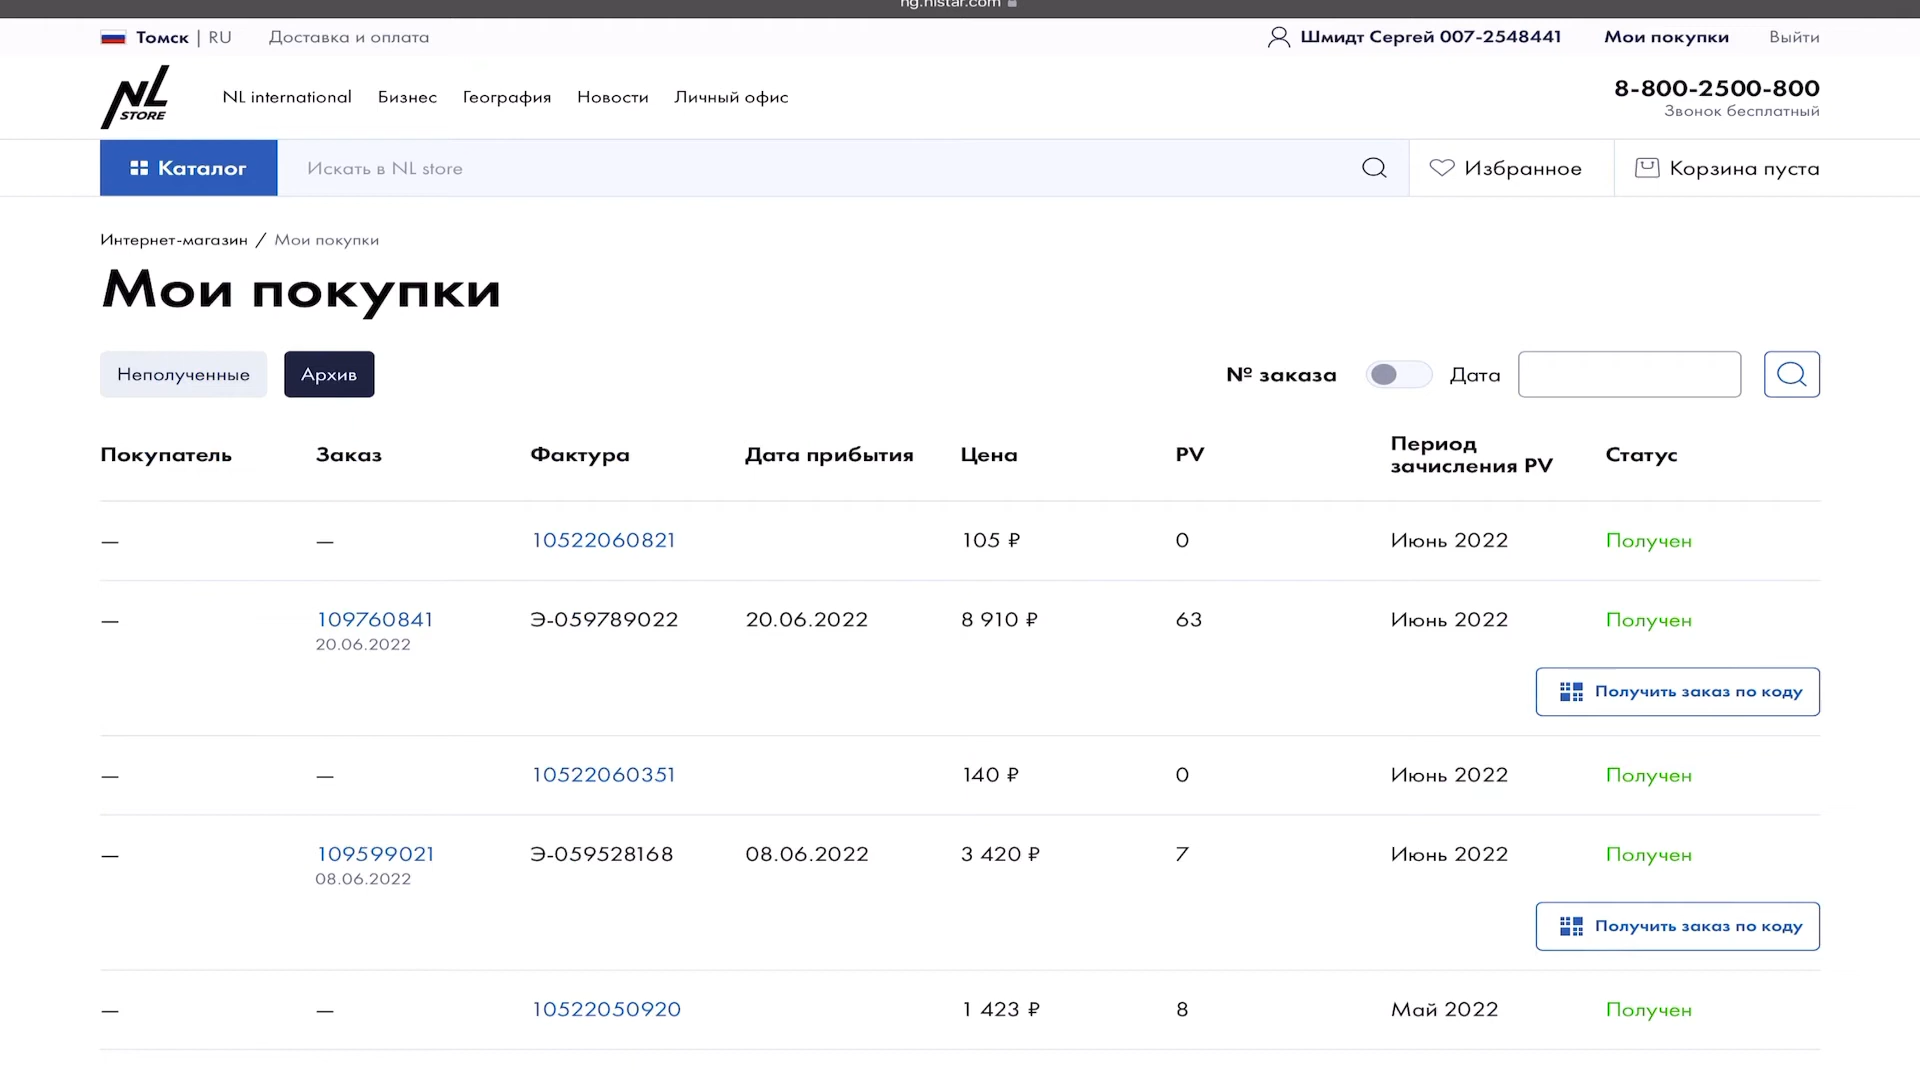 ng.nlstar.com
Томск | RU Доставка и оплата Шмидт Сергей 007-2548441 Мои покупки Выйти
NL STORE
NL international Бизнес География Новости Личный офис 8-800-2500-800
Звонок бесплатный
Каталог Искать в NL store Избранное Корзина пуста
Интернет-магазин / Мои покупки
Мои покупки
Неполученные Архив № заказа Дата
Покупатель Заказ Фактура Дата прибытия Цена PV Период зачисления PV Статус
— — 10522060821 105 ₽ 0 Июнь 2022 Получен
— 109760841 Э-059789022 20.06.2022 8 910 ₽ 63 Июнь 2022 Получен
20.06.2022
Получить заказ по коду
— — 10522060351 140 ₽ 0 Июнь 2022 Получен
— 109599021 Э-059528168 08.06.2022 3 420 ₽ 7 Июнь 2022 Получен
08.06.2022
Получить заказ по коду
— — 10522050920 1 423 ₽ 8 Май 2022 Получен